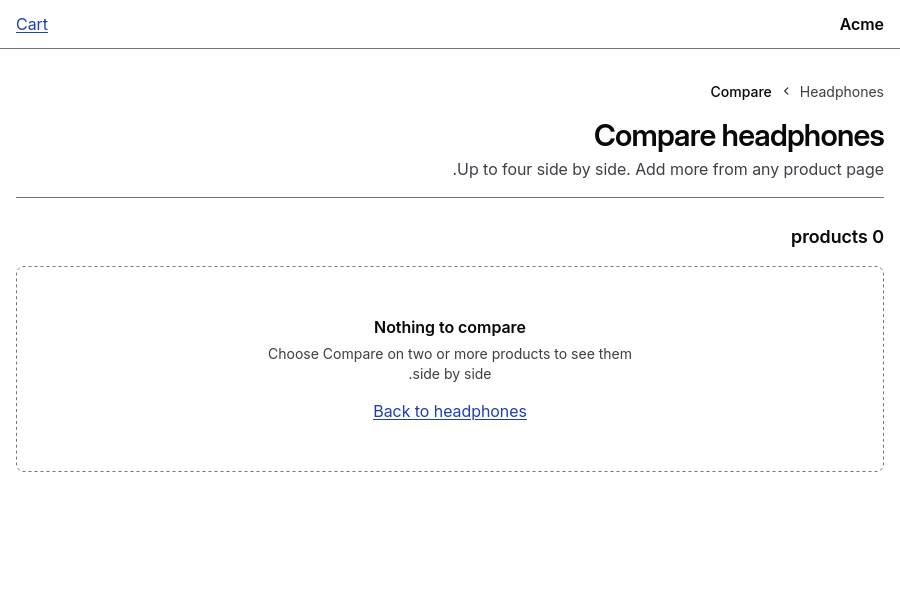 Acme
Cart
Headphones
Compare
Compare headphones
Up to four side by side. Add more from any product page.
0 products
Nothing to compare
Choose Compare on two or more products to see them
side by side.
Back to headphones